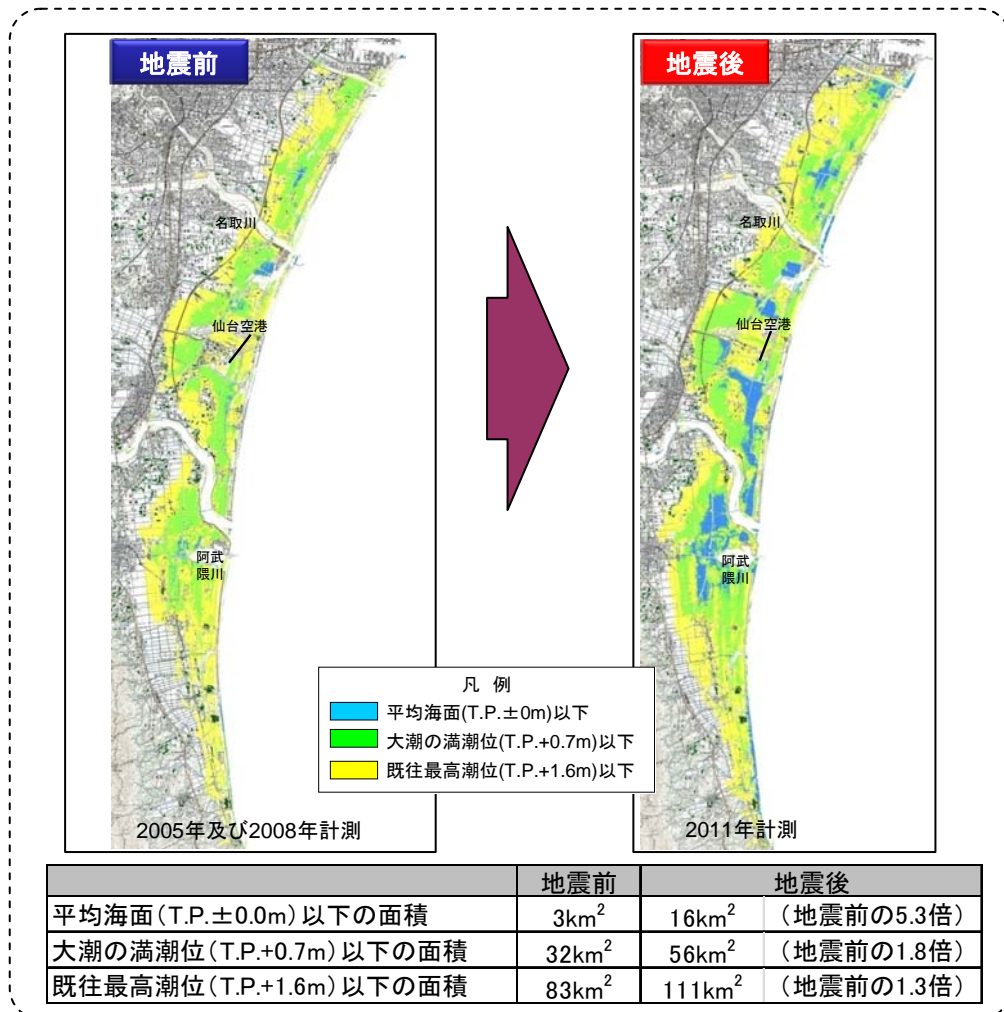 地震前
地震後
名取川
仙台空港
阿武
隈川
2005年及び2008年計測
名取川
仙台空港
阿武
隈川
2011年計測
凡 例
平均海面(T.P.±0m)以下
大潮の満潮位(T.P.+0.7m)以下
既往最高潮位(T.P.+1.6m)以下
地震前 地震後
平均海面(T.P.±0.0m)以下の面積 3km² 16km² (地震前の5.3倍)
大潮の満潮位(T.P.+0.7m)以下の面積 32km² 56km² (地震前の1.8倍)
既往最高潮位(T.P.+1.6m)以下の面積 83km² 111km² (地震前の1.3倍)